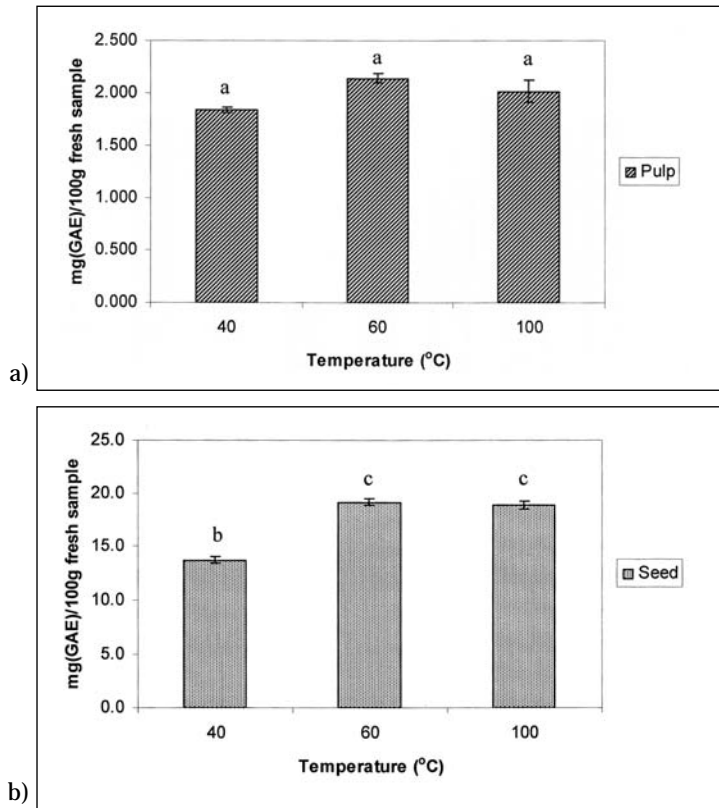 2.500
2.000
1.500
1.000
0.500
0.000
mg(GAE)/100g fresh sample
a
a
a
40
60
100
Temperature (°C)
Pulp
a)
25.0
20.0
15.0
10.0
5.0
0.0
mg(GAE)/100g fresh sample
b
c
c
40
60
100
Temperature (°C)
Seed
b)